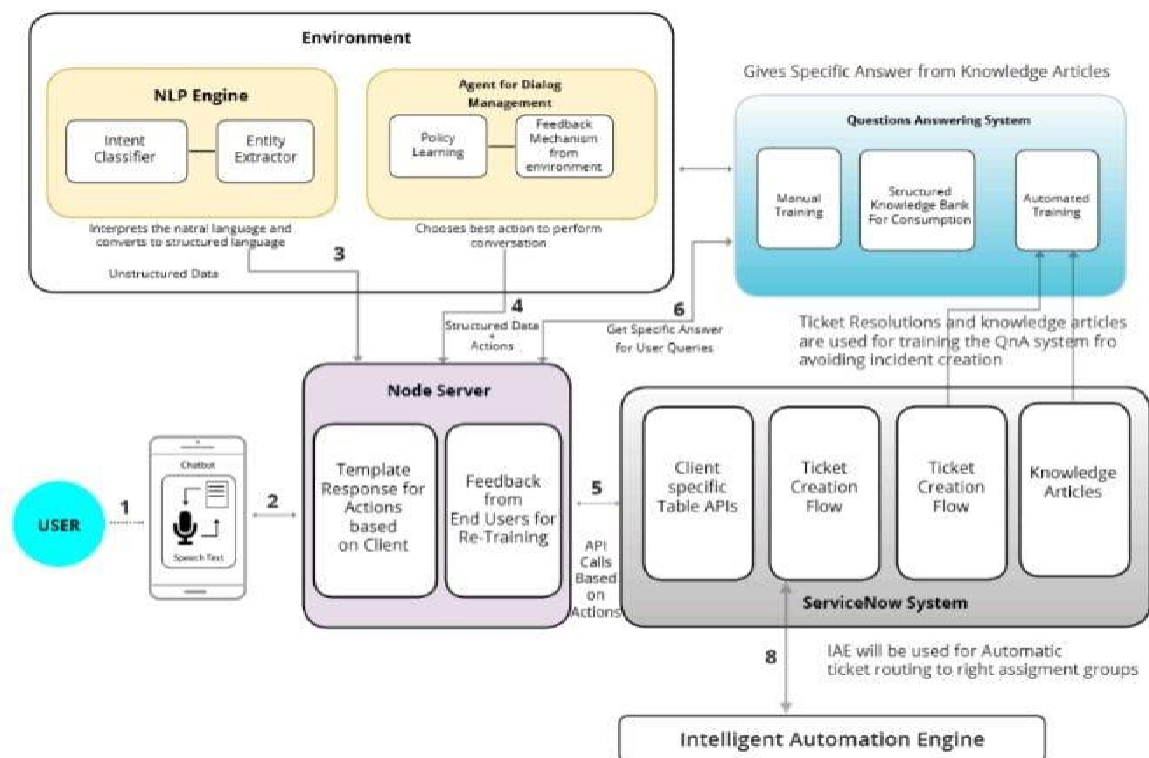 Environment
NLP Engine
Intent
Classifier
Entity
Extractor
Interprets the natral language and
converts to structured language
Unstructured Data
3
Agent for Dialog
Management
Policy
Learning
Feedback
Mechanism
from
environment
Chooses best action to perform
conversation
4
Structured Data
+
Actions
Gives Specific Answer from Knowledge Articles
Questions Answering System
Manual
Training
Structured
Knowledge Bank
For Consumption
Automated
Training
6
Get Specific Answer
for User Queries
Ticket Resolutions and knowledge articles
are used for training the QnA system fro
avoiding incident creation
USER
1
Chatbot
Speech Text
2
Node Server
Template
Response for
Actions
based
on Client
Feedback
from
End Users for
Re-Training
5
API
Calls
Based
on
Actions
Client
specific
Table APIs
Ticket
Creation
Flow
Ticket
Creation
Flow
Knowledge
Articles
ServiceNow System
8
IAE will be used for Automatic
ticket routing to right assigment groups
Intelligent Automation Engine